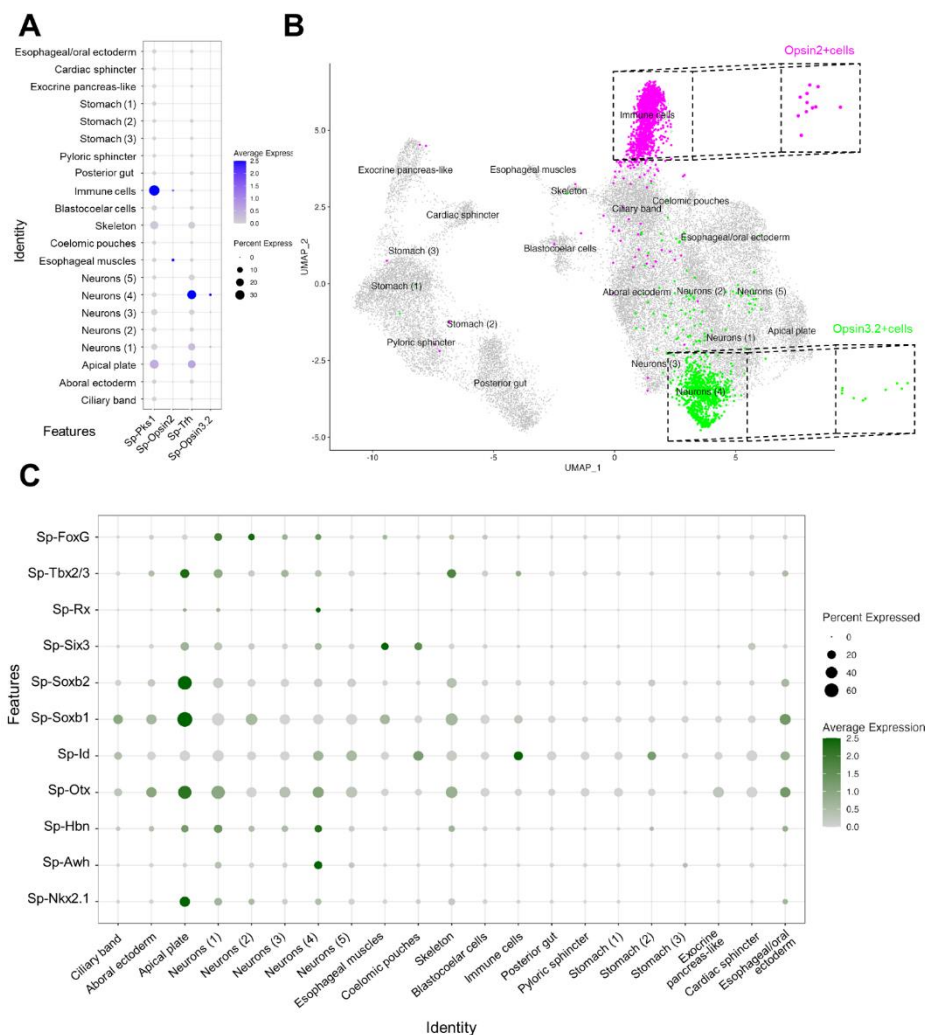 A
Esophageal/oral ectoderm
Cardiac sphincter
Exocrine pancreas-like
Stomach (1)
Stomach (2)
Stomach (3)
Pyloric sphincter
Posterior gut
Immune cells
Blastocoelar cells
Skeleton
Coelomic pouches
Esophageal muscles
Neurons (5)
Neurons (4)
Neurons (3)
Neurons (2)
Neurons (1)
Apical plate
Aboral ectoderm
Ciliary band
Identity
Features
Sp-Pks1
Sp-Opsin2
Sp-Trh
Sp-Opsin3.2
Average Express
2.5
2.0
1.5
1.0
0.5
0.0
Percent Express
0
10
20
30
B
Opsin2+cells
Immune cells
Exocrine pancreas-like
Esophageal muscles
Skeleton
Coelomic pouches
Cardiac sphincter
Ciliary band
Blastocoelar cells
Esophageal/oral ectoderm
Stomach (3)
Stomach (1)
Aboral ectoderm
Neurons (2)
Neurons (5)
Stomach (2)
Pyloric sphincter
Neurons (1)
Apical plate
Opsin3.2+cells
Neurons (3)
Posterior gut
Neurons (4)
UMAP_2
5.0
2.5
0.0
-2.5
-5.0
-10
-5
0
5
UMAP_1
C
Features
Sp-FoxG
Sp-Tbx2/3
Sp-Rx
Sp-Six3
Sp-Soxb2
Sp-Soxb1
Sp-Id
Sp-Otx
Sp-Hbn
Sp-Awh
Sp-Nkx2.1
Ciliary band
Aboral ectoderm
Apical plate
Neurons (1)
Neurons (2)
Neurons (3)
Neurons (4)
Neurons (5)
Esophageal muscles
Coelomic pouches
Skeleton
Blastocoelar cells
Immune cells
Posterior gut
Pyloric sphincter
Stomach (1)
Stomach (2)
Stomach (3)
Exocrine
pancreas-like
Cardiac sphincter
Esophageal/oral
ectoderm
Identity
Percent Expressed
0
20
40
60
Average Expression
2.5
2.0
1.5
1.0
0.5
0.0